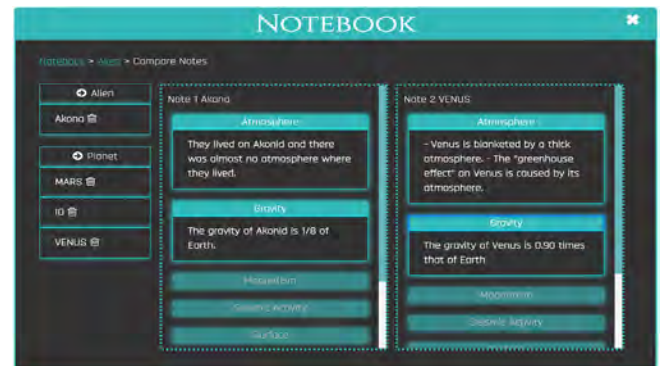 NOTEBOOK
Notebook > Alien > Compare Notes
Alien
Akona
Planet
MARS
IO
VENUS
Note 1 Akona
Atmosphere
They lived on Akonid and there
was almost no atmosphere where
they lived.
Gravity
The gravity of Akonid is 1/8 of
Earth.
Magnetism
Seismic Activity
Surface
Note 2 VENUS
Atmosphere
- Venus is blanketed by a thick
atmosphere. - The "greenhouse
effect" on Venus is caused by its
atmosphere.
Gravity
The gravity of Venus is 0.90 times
that of Earth
Magnetism
Seismic Activity